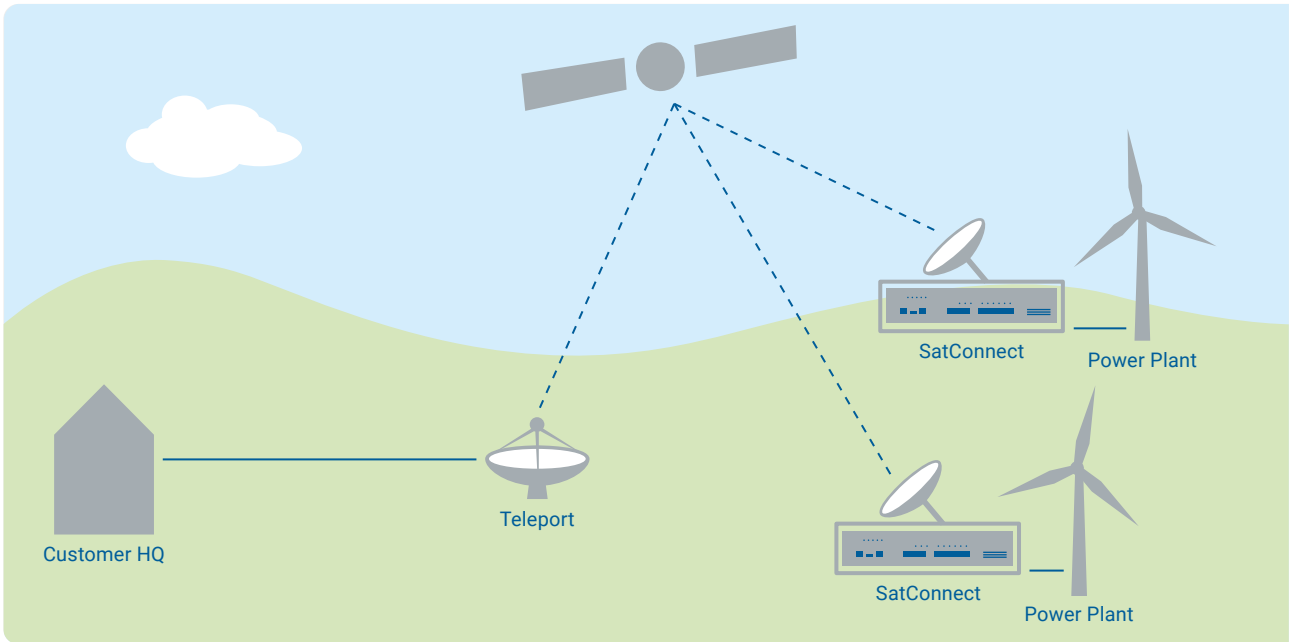 SatConnect
Power Plant
Teleport
Customer HQ
SatConnect
Power Plant